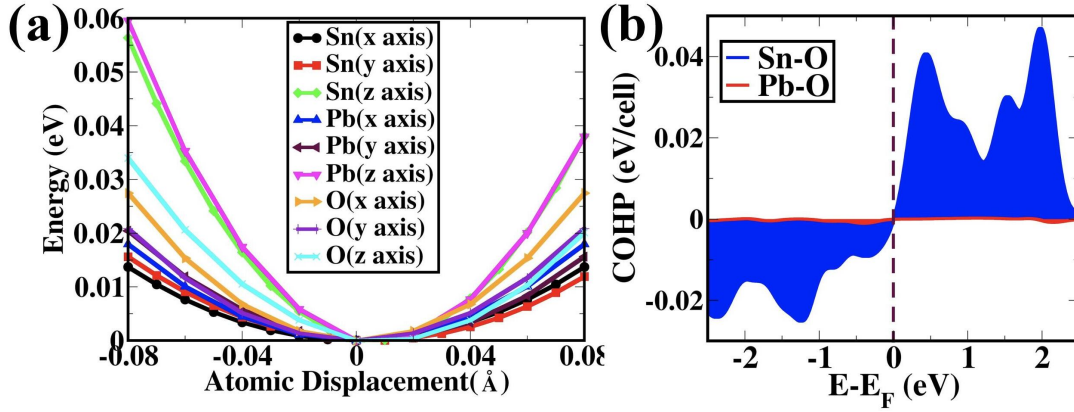 (a)
0.06
0.05
0.04
0.03
0.02
0.01
0
Energy (eV)
Sn(x axis)
Sn(y axis)
Sn(z axis)
Pb(x axis)
Pb(y axis)
Pb(z axis)
O(x axis)
O(y axis)
O(z axis)
-0.08 -0.04 0 0.04 0.08
Atomic Displacement(Å)
(b)
0.04
0.02
0
-0.02
COHP (eV/cell)
Sn-O
Pb-O
-2 -1 0 1 2
E-E_F (eV)